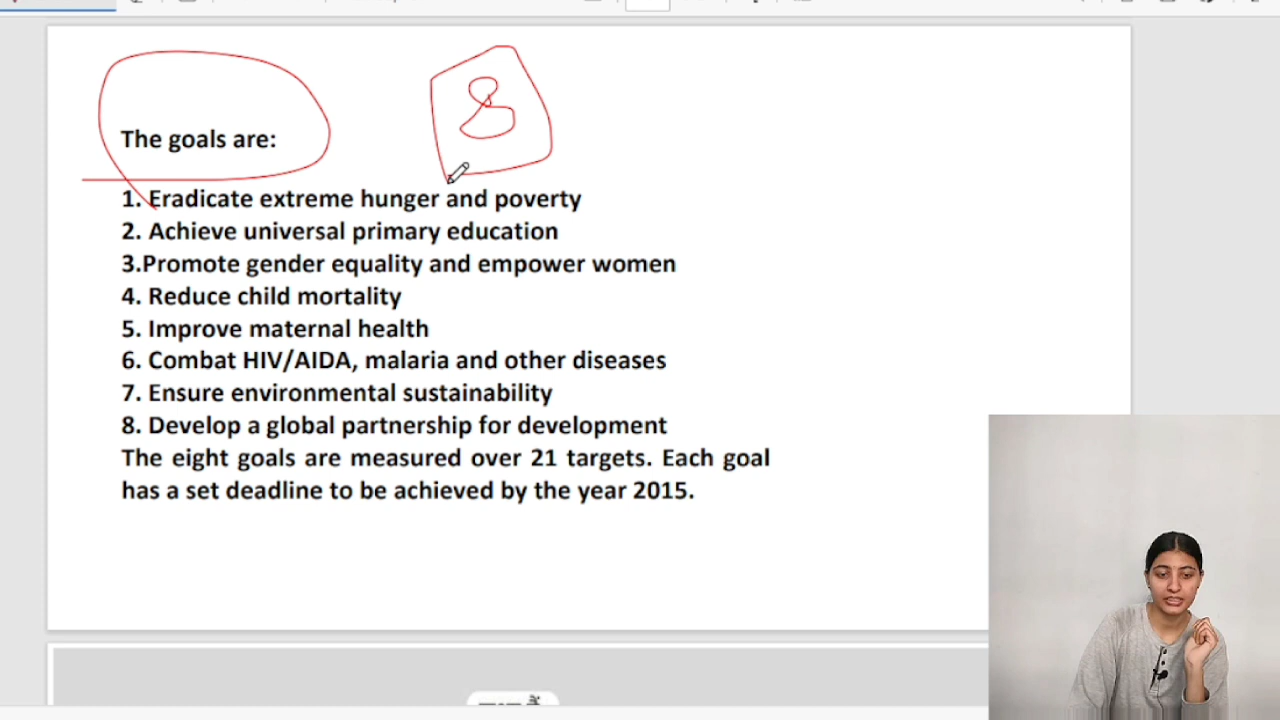 8
The goals are:
1. Eradicate extreme hunger and poverty
2. Achieve universal primary education
3.Promote gender equality and empower women
4. Reduce child mortality
5. Improve maternal health
6. Combat HIV/AIDA, malaria and other diseases
7. Ensure environmental sustainability
8. Develop a global partnership for development
The eight goals are measured over 21 targets. Each goal
has a set deadline to be achieved by the year 2015.